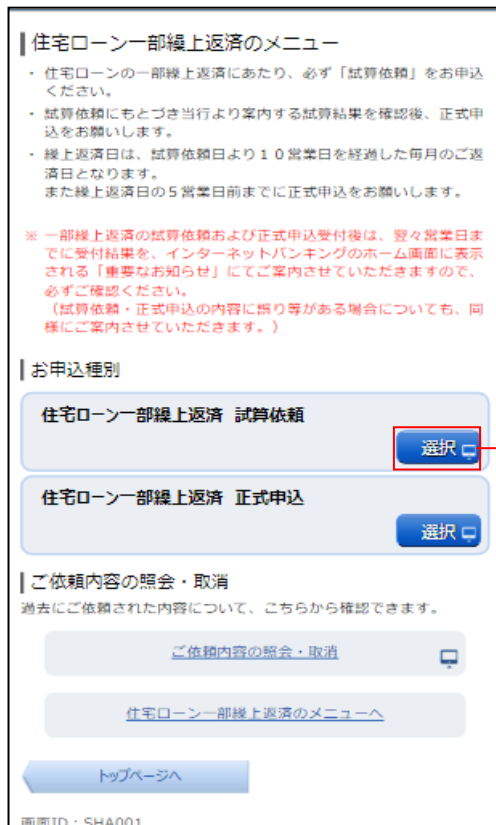 住宅ローン一部繰上返済のメニュー
・ 住宅ローンの一部繰上返済にあたり、必ず「試算依頼」をお申込
ください。
・ 試算依頼にもとづき当行より案内する試算結果を確認後、正式申
込をお願いします。
・ 繰上返済日は、試算依頼日より１０営業日を経過した毎月のご返
済日となります。
また繰上返済日の５営業日前までに正式申込をお願いします。
※ 一部繰上返済の試算依頼および正式申込受付後は、翌々営業日ま
でに受付結果を、インターネットバンキングのホーム画面に表示
される「重要なお知らせ」にてご案内させていただきますので、
必ずご確認ください。
（試算依頼・正式申込の内容に誤り等がある場合についても、同
様にご案内させていただきます。）
お申込種別
住宅ローン一部繰上返済 試算依頼
選択
住宅ローン一部繰上返済 正式申込
選択
ご依頼内容の照会・取消
過去にご依頼された内容について、こちらから確認できます。
ご依頼内容の照会・取消
住宅ローン一部繰上返済のメニューへ
トップページへ
画面ID：SHA001